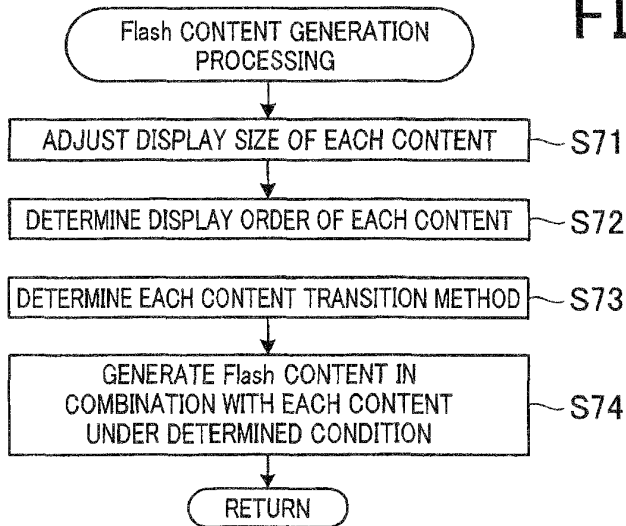 FI
Flash CONTENT GENERATION
PROCESSING
ADJUST DISPLAY SIZE OF EACH CONTENT
S71
DETERMINE DISPLAY ORDER OF EACH CONTENT
S72
DETERMINE EACH CONTENT TRANSITION METHOD
S73
GENERATE Flash CONTENT IN
COMBINATION WITH EACH CONTENT
UNDER DETERMINED CONDITION
S74
RETURN